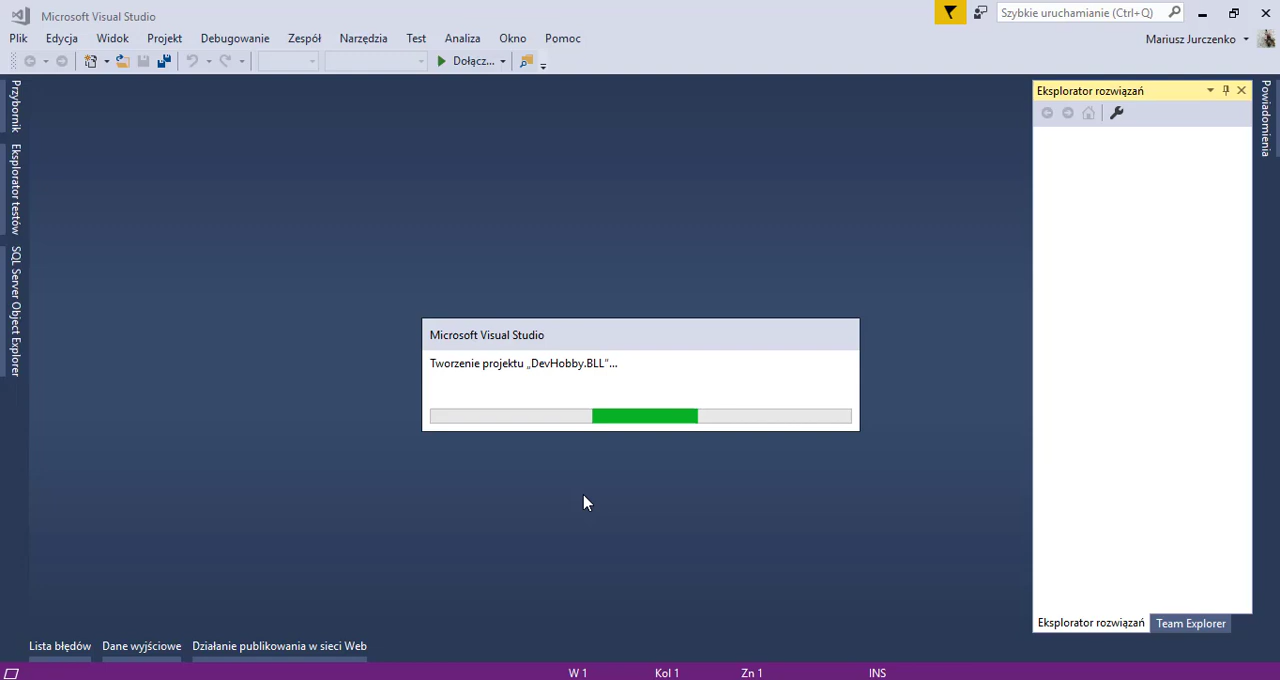 Microsoft Visual Studio
Szybkie uruchamianie (Ctrl+Q)
Plik Edycja Widok Projekt Debugowanie Zespół Narzędzia Test Analiza Okno Pomoc
Mariusz Jurczenko
Dołącz...
Przybornik
Eksplorator testów
SQL Server Object Explorer
Eksplorator rozwiązań
Powiadomienia
Microsoft Visual Studio
Tworzenie projektu „DevHobby.BLL”...
Eksplorator rozwiązań Team Explorer
Lista błędów Dane wyjściowe Działanie publikowania w sieci Web
W 1 Kol 1 Zn 1 INS